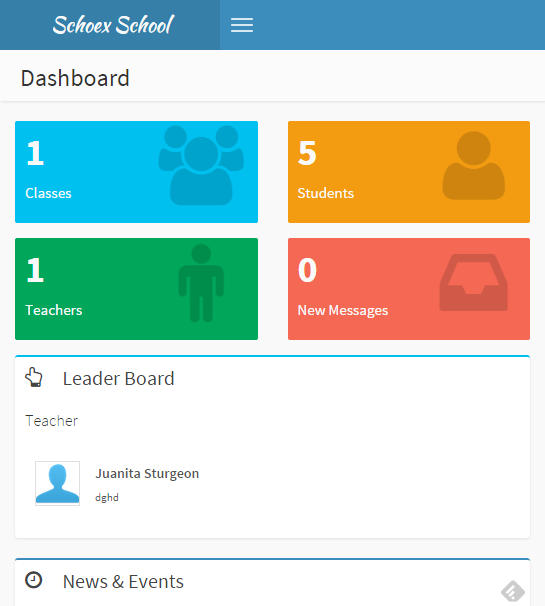 Schoex School
Dashboard
1
Classes
5
Students
1
Teachers
0
New Messages
Leader Board
Teacher
Juanita Sturgeon
dghd
News & Events